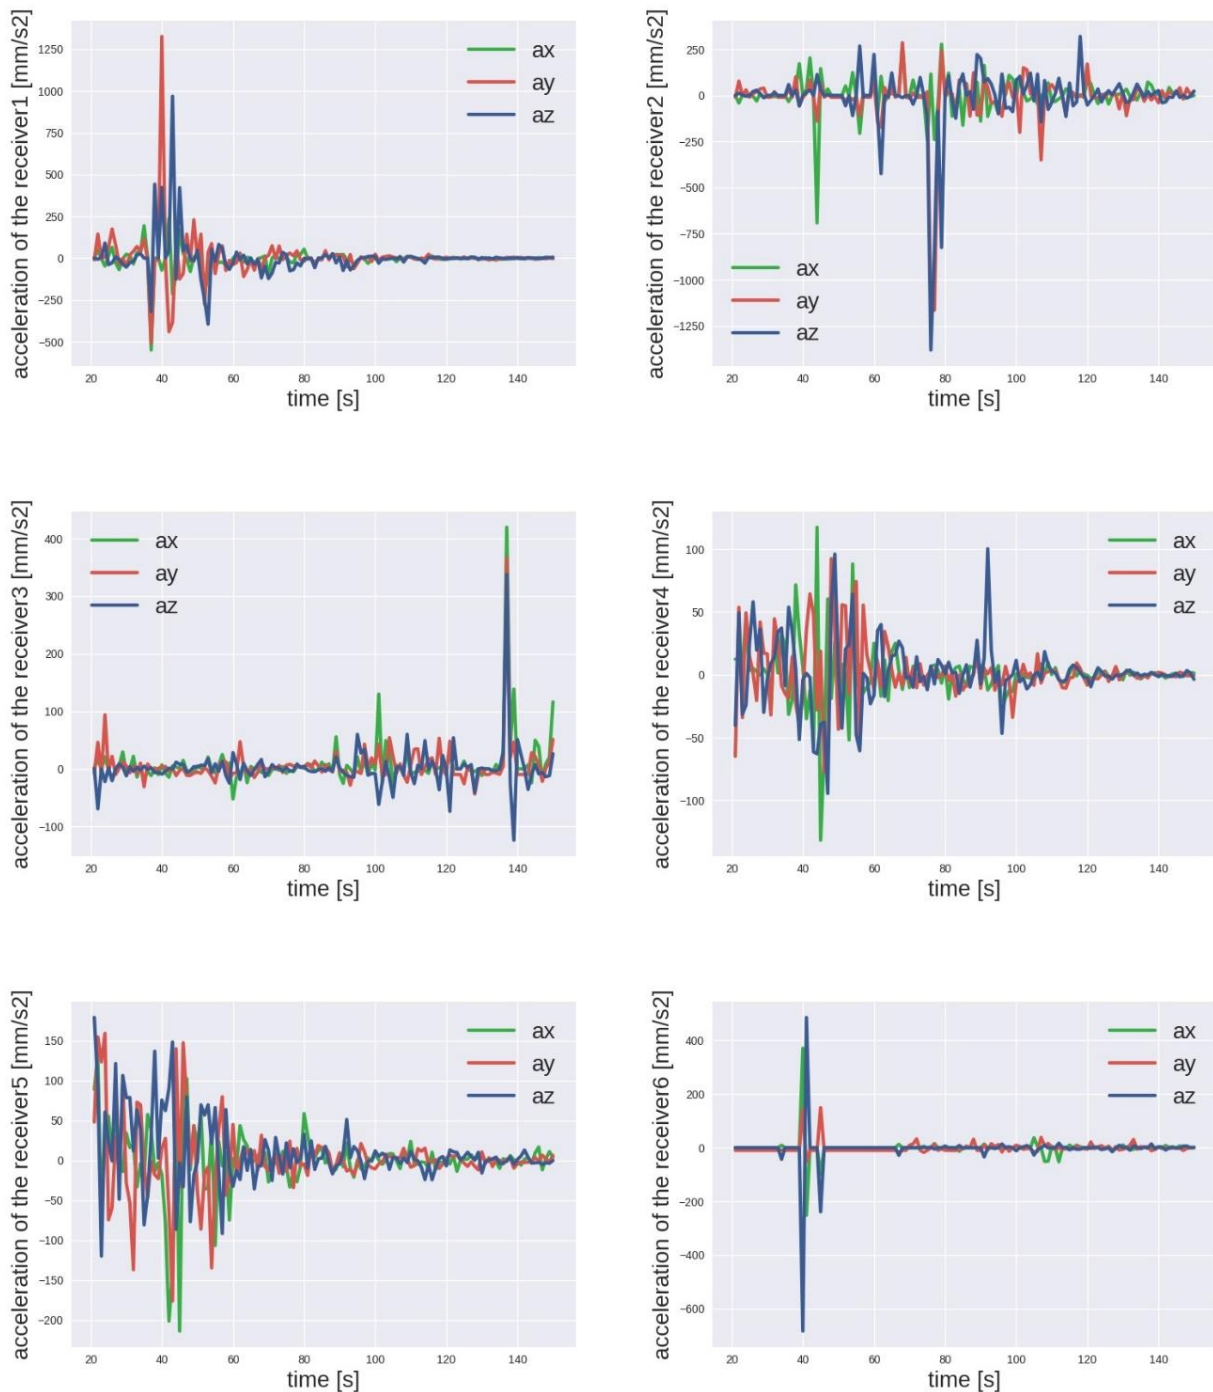 acceleration of the receiver1 [mm/s2]
1250
1000
750
500
250
0
−250
−500
ax
ay
az
20 40 60 80 100 120 140
time [s]
acceleration of the receiver2 [mm/s2]
250
0
−250
−500
−750
−1000
−1250
ax
ay
az
20 40 60 80 100 120 140
time [s]
acceleration of the receiver3 [mm/s2]
400
300
200
100
0
−100
ax
ay
az
20 40 60 80 100 120 140
time [s]
acceleration of the receiver4 [mm/s2]
100
50
0
−50
−100
ax
ay
az
20 40 60 80 100 120 140
time [s]
acceleration of the receiver5 [mm/s2]
150
100
50
0
−50
−100
−150
−200
ax
ay
az
20 40 60 80 100 120 140
time [s]
acceleration of the receiver6 [mm/s2]
400
200
0
−200
−400
−600
ax
ay
az
20 40 60 80 100 120 140
time [s]